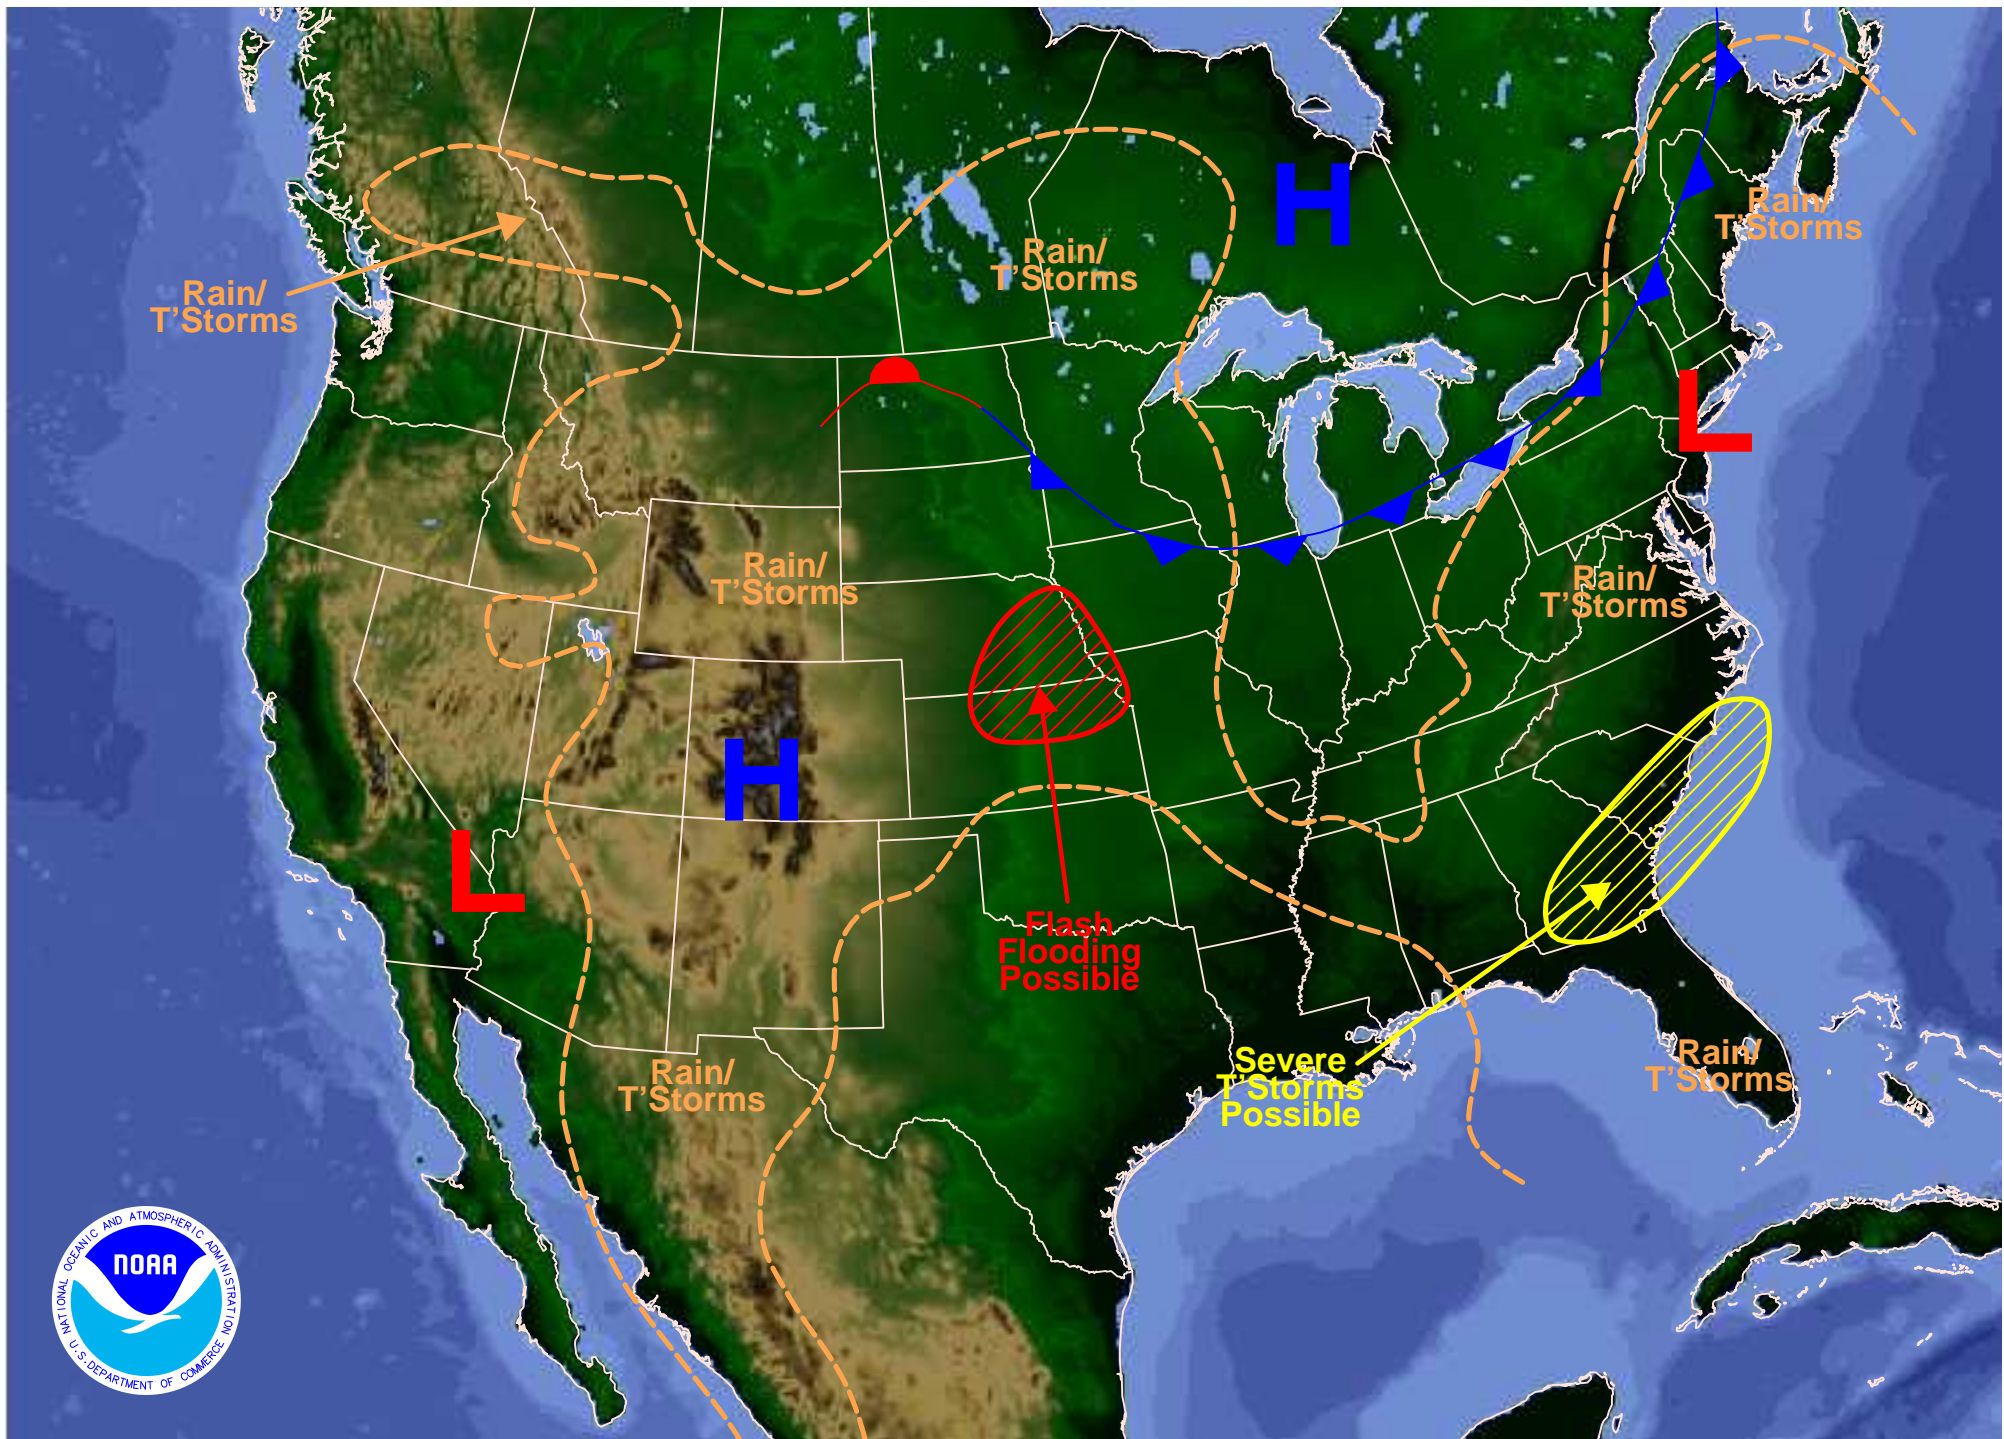 H
Rain/
T'Storms
Rain/
T'Storms
Rain/
T'Storms
L
Rain/
T'Storms
Rain/
T'Storms
H
L
Flash
Flooding
Possible
Severe
T'Storms
Possible
Rain/
T'Storms
Rain/
T'Storms
NATIONAL OCEANIC AND ATMOSPHERIC ADMINISTRATION
NOAA
U.S. DEPARTMENT OF COMMERCE